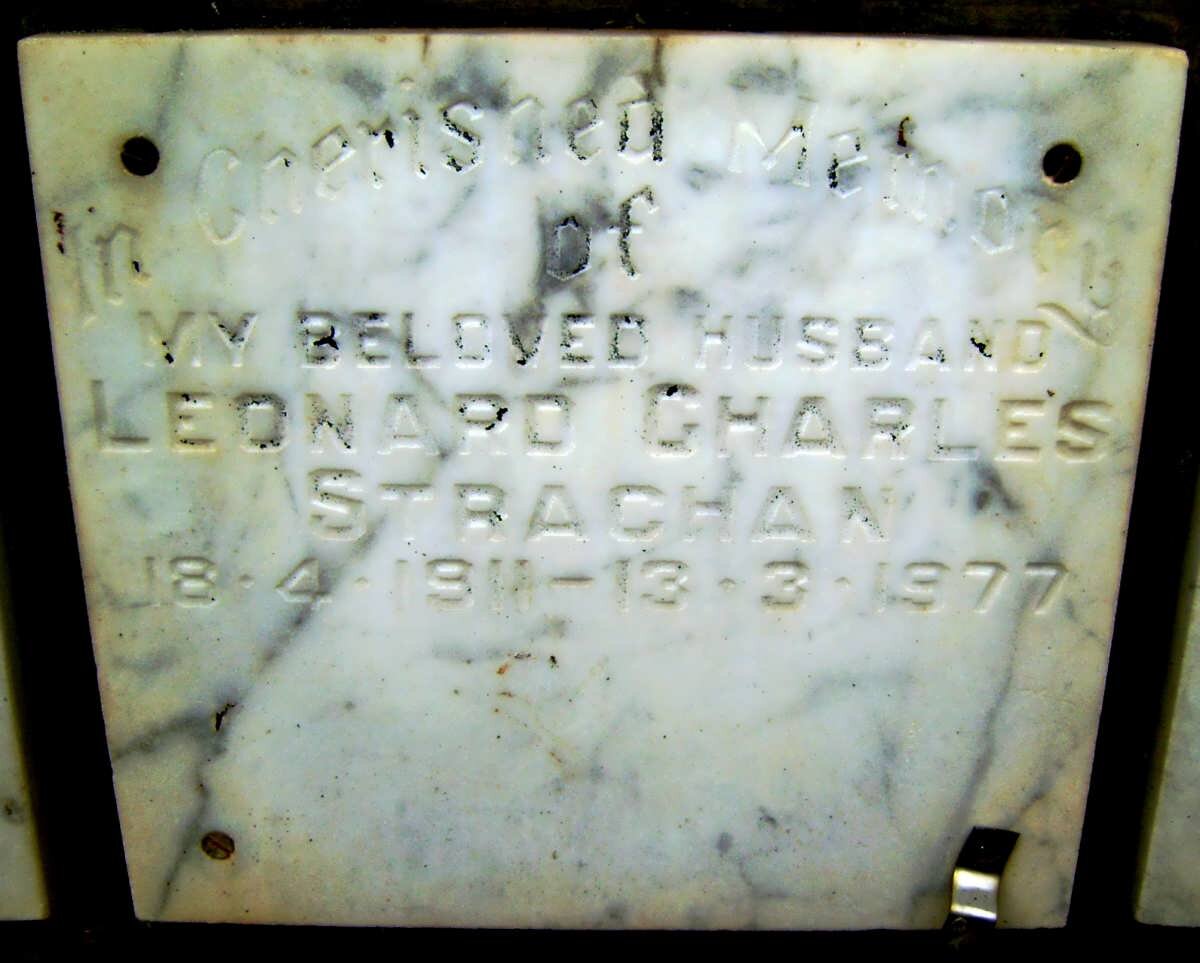 In Cherished Memory
of
MY BELOVED HUSBAND
LEONARD CHARLES
STRACHAN
18·4·1911–13·3·1977